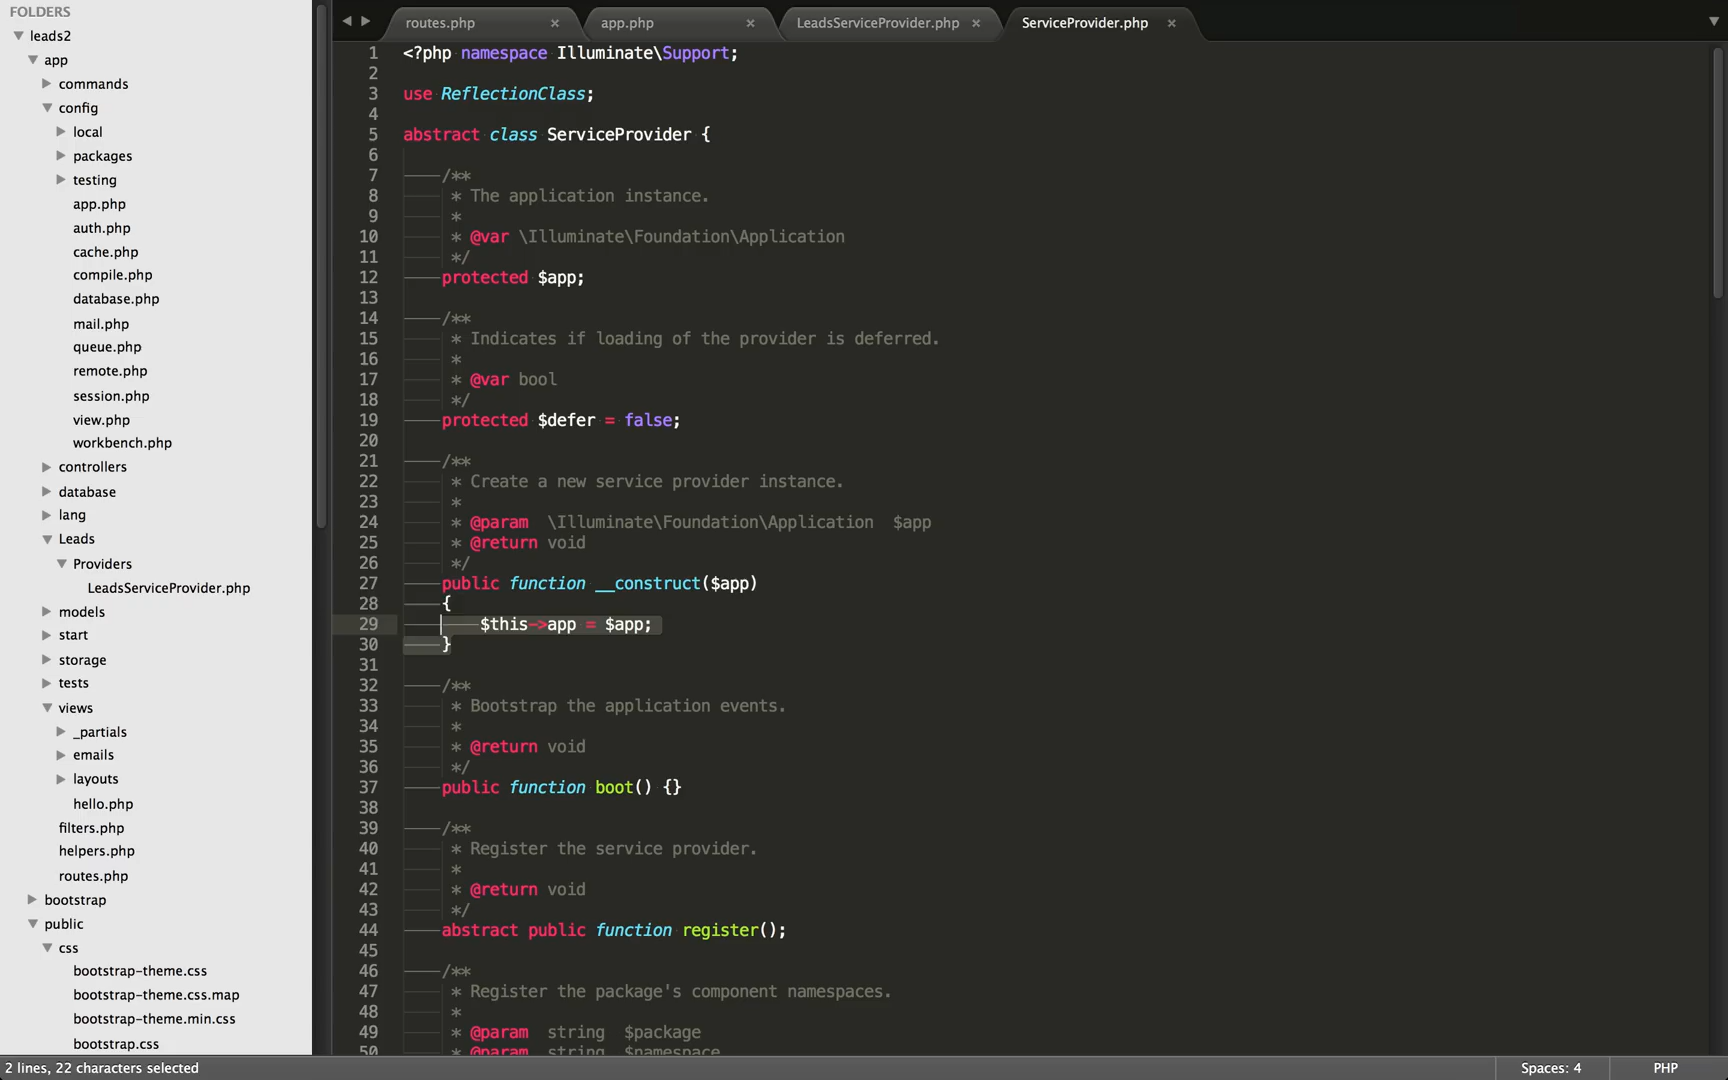 FOLDERS
leads2
app
commands
config
local
packages
testing
app.php
auth.php
cache.php
compile.php
database.php
mail.php
queue.php
remote.php
session.php
view.php
workbench.php
controllers
database
lang
Leads
Providers
LeadsServiceProvider.php
models
start
storage
tests
views
_partials
emails
layouts
hello.php
filters.php
helpers.php
routes.php
bootstrap
public
css
bootstrap-theme.css
bootstrap-theme.css.map
bootstrap-theme.min.css
bootstrap.css
routes.php × app.php × LeadsServiceProvider.php × ServiceProvider.php ×
1 <?php namespace Illuminate\Support;
2
3 use ReflectionClass;
4
5 abstract class ServiceProvider {
6
7 /**
8 * The application instance.
9 *
10 * @var \Illuminate\Foundation\Application
11 */
12 protected $app;
13
14 /**
15 * Indicates if loading of the provider is deferred.
16 *
17 * @var bool
18 */
19 protected $defer = false;
20
21 /**
22 * Create a new service provider instance.
23 *
24 * @param \Illuminate\Foundation\Application $app
25 * @return void
26 */
27 public function __construct($app)
28 {
29 $this->app = $app;
30 }
31
32 /**
33 * Bootstrap the application events.
34 *
35 * @return void
36 */
37 public function boot() {}
38
39 /**
40 * Register the service provider.
41 *
42 * @return void
43 */
44 abstract public function register();
45
46 /**
47 * Register the package's component namespaces.
48 *
49 * @param string $package
50 * @param string $namespace
2 lines, 22 characters selected
Spaces: 4 PHP